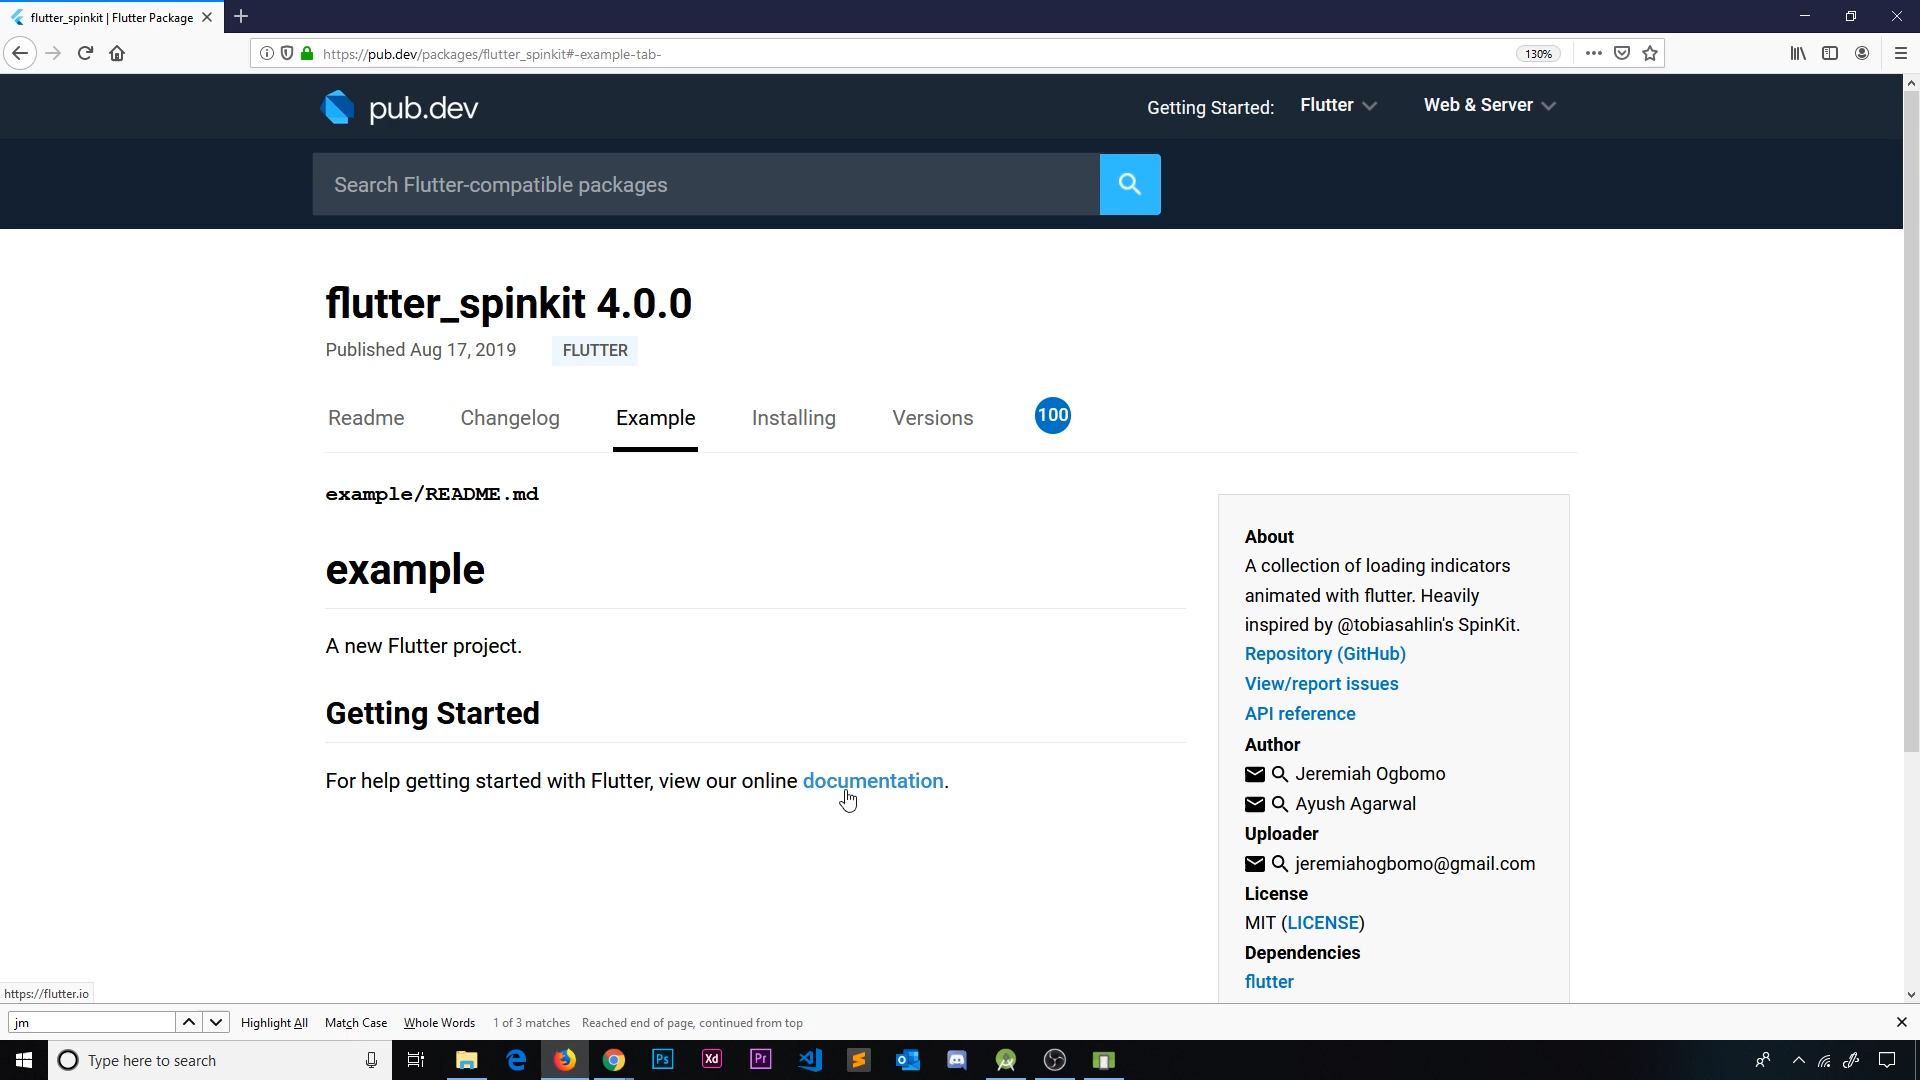 flutter_spinkit | Flutter Package
https://pub.dev/packages/flutter_spinkit#-example-tab-
130%
pub.dev
Getting Started:
Flutter
Web & Server
Search Flutter-compatible packages
flutter_spinkit 4.0.0
Published Aug 17, 2019
FLUTTER
Readme
Changelog
Example
Installing
Versions
100
example/README.md
example
A new Flutter project.
Getting Started
For help getting started with Flutter, view our online documentation.
About
A collection of loading indicators
animated with flutter. Heavily
inspired by @tobiasahlin's SpinKit.
Repository (GitHub)
View/report issues
API reference
Author
Jeremiah Ogbomo
Ayush Agarwal
Uploader
jeremiahogbomo@gmail.com
License
MIT (LICENSE)
Dependencies
flutter
https://flutter.io
jm
Highlight All
Match Case
Whole Words
1 of 3 matches
Reached end of page, continued from top
Type here to search
Ps
Xd
Pr